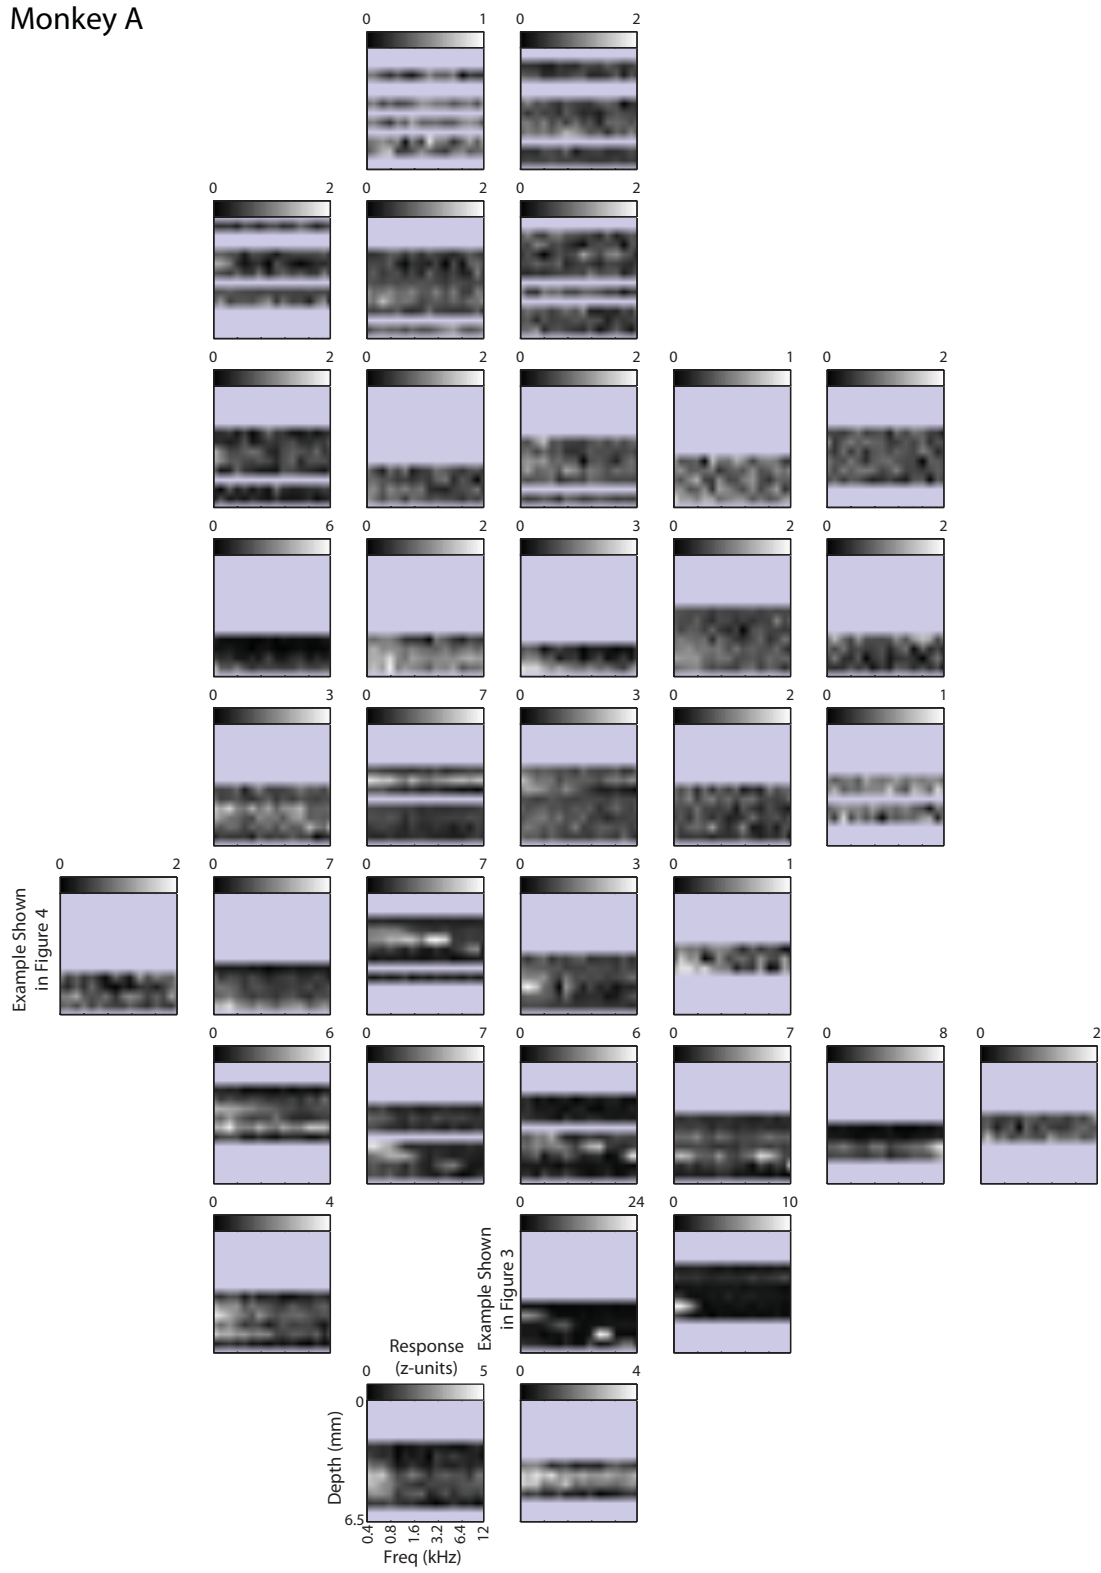 Monkey A
0 1 0 2
0 2 0 2 0 2
0 2 0 2 0 2 0 1 0 2
0 6 0 2 0 3 0 2 0 2
0 3 0 7 0 3 0 2 0 1
0 2 0 7 0 7 0 3 0 1
Example Shown
in Figure 4
0 6 0 7 0 6 0 7 0 8 0 2
0 4 0 24 0 10
Example Shown
in Figure 3
Response
(z-units)
0 5 0 4
0
Depth (mm)
6.5
0.4 0.8 1.6 3.2 6.4 12
Freq (kHz)